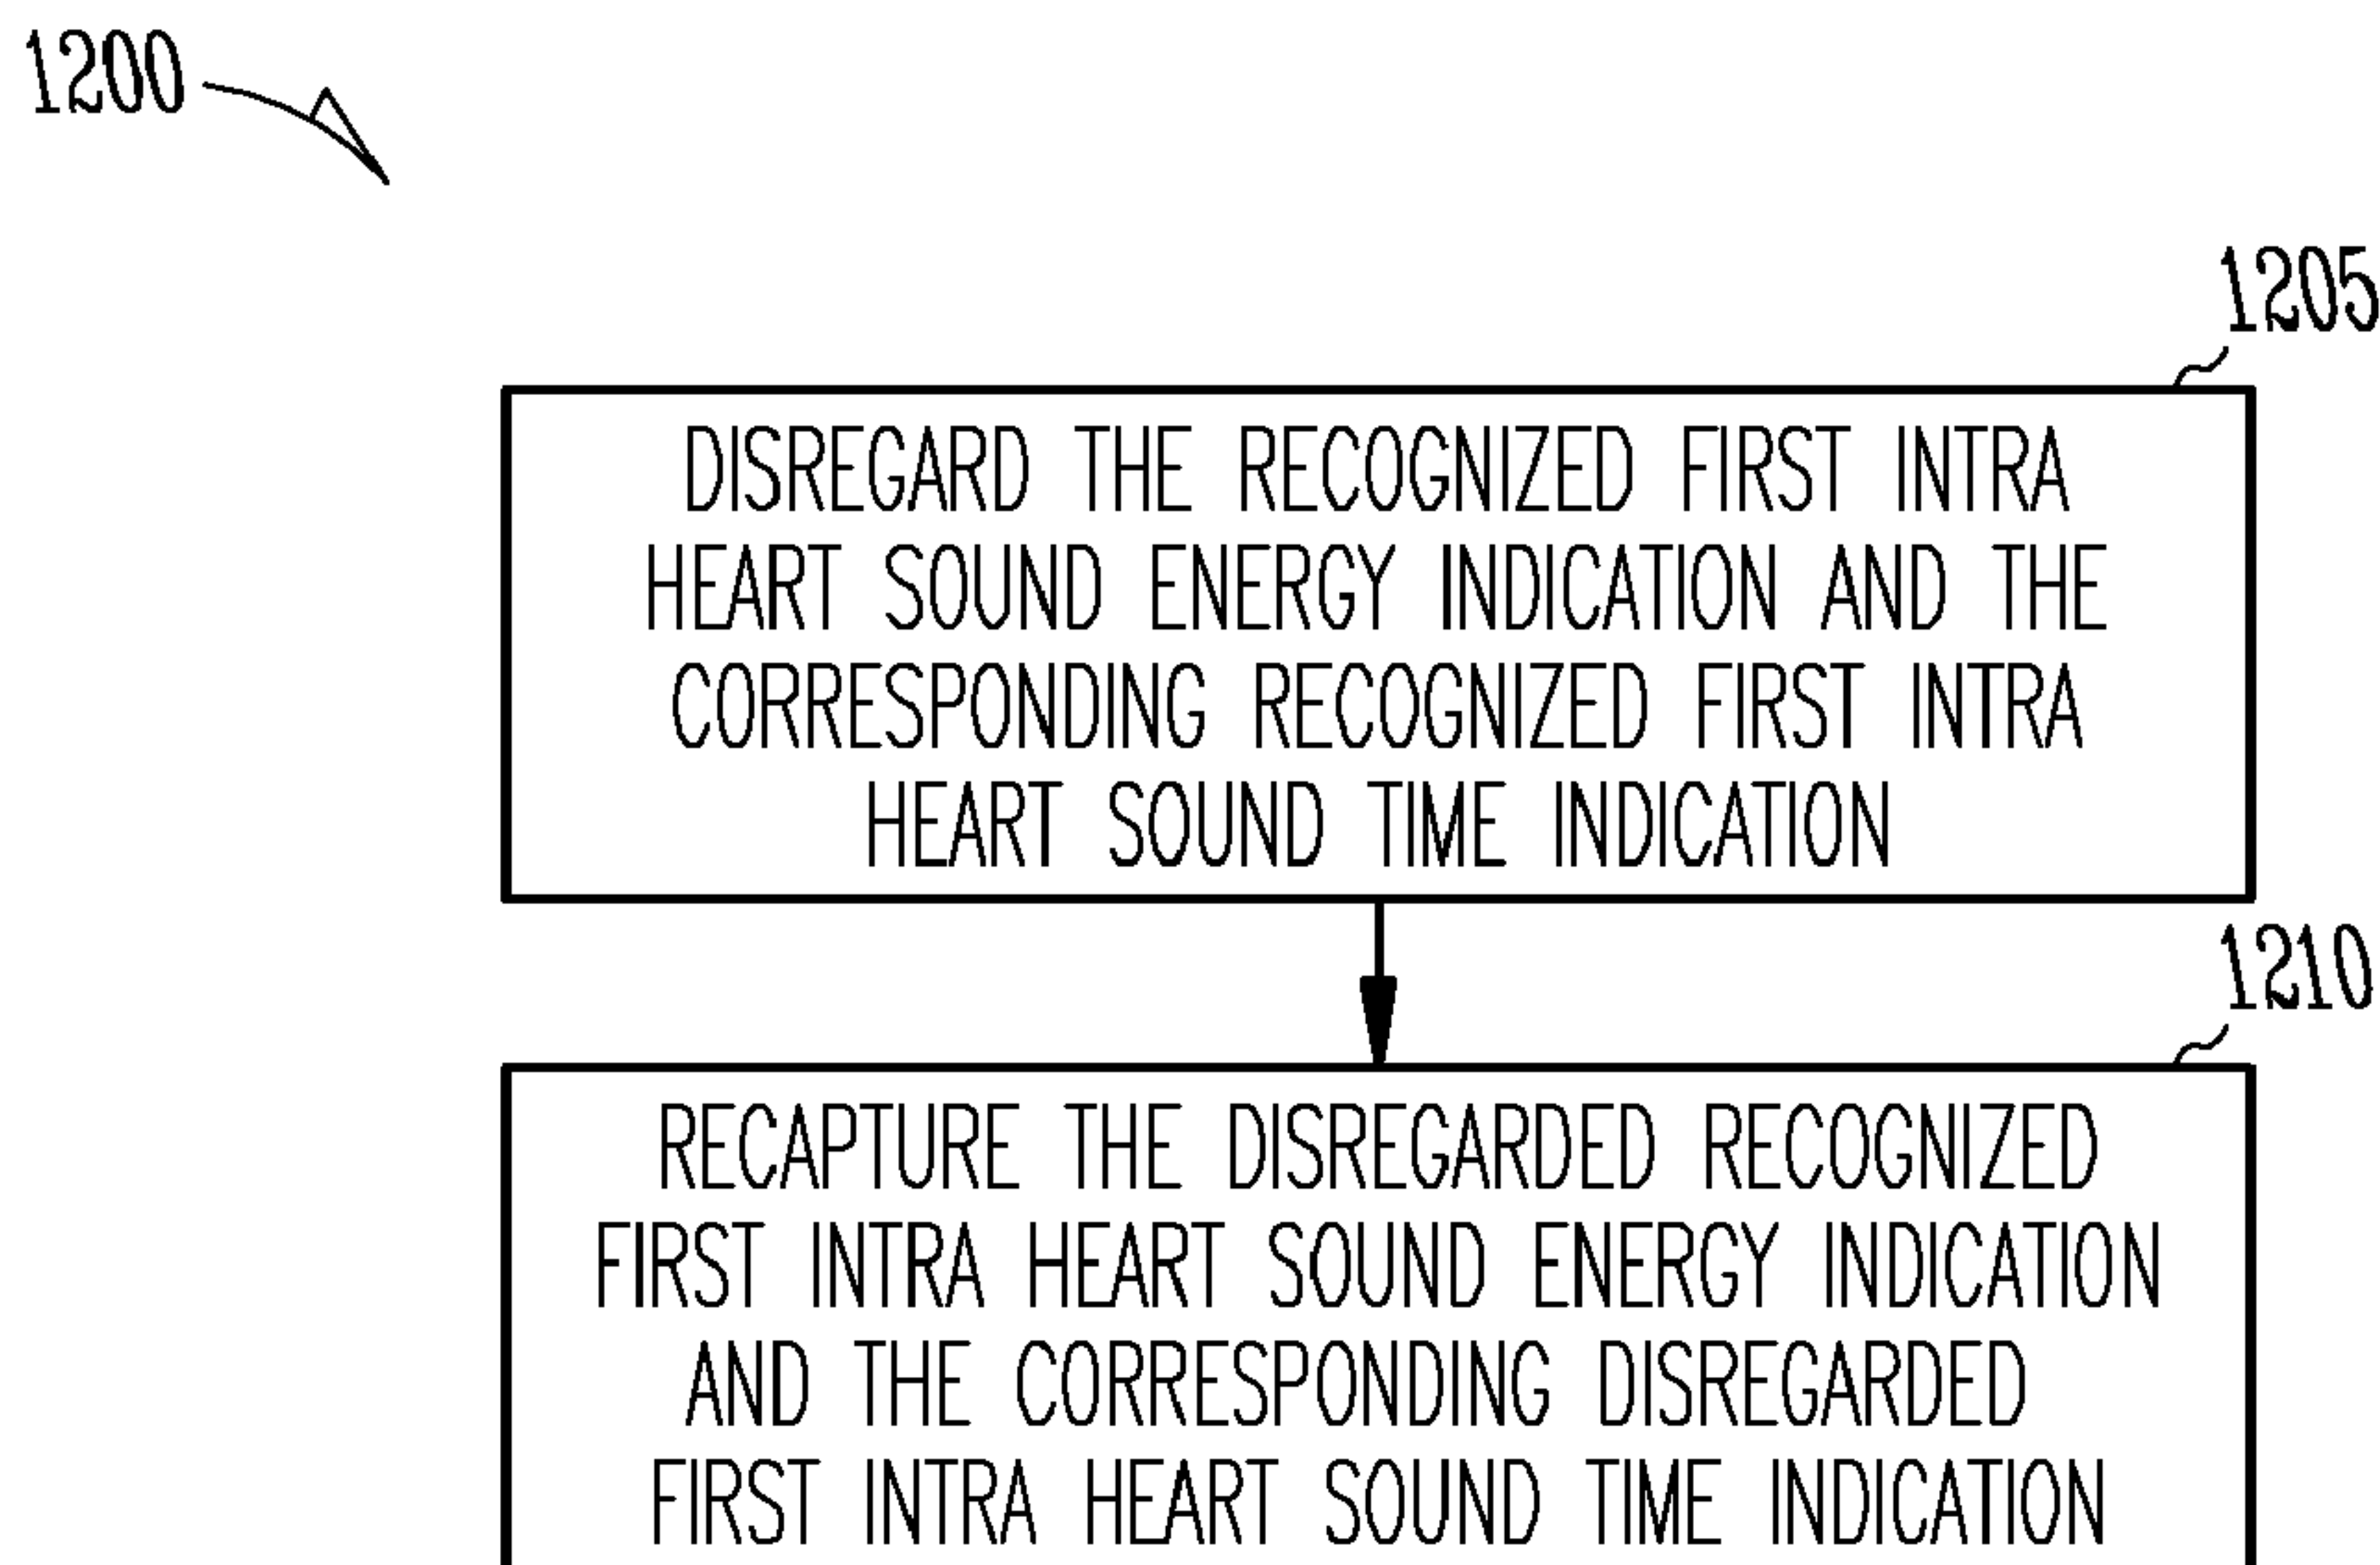 1200
1205
DISREGARD THE RECOGNIZED FIRST INTRA
HEART SOUND ENERGY INDICATION AND THE
CORRESPONDING RECOGNIZED FIRST INTRA
HEART SOUND TIME INDICATION
1210
RECAPTURE THE DISREGARDED RECOGNIZED
FIRST INTRA HEART SOUND ENERGY INDICATION
AND THE CORRESPONDING DISREGARDED
FIRST INTRA HEART SOUND TIME INDICATION